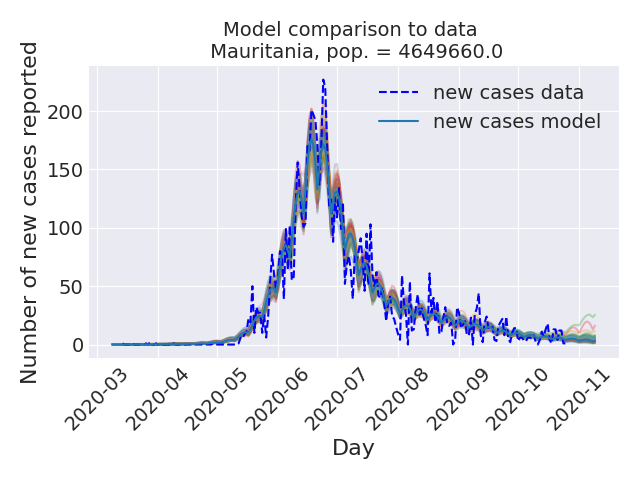 Model comparison to data
Mauritania, pop. = 4649660.0
Number of new cases reported
200
150
100
50
0
new cases data
new cases model
2020-03
2020-04
2020-05
2020-06
2020-07
2020-08
2020-09
2020-10
2020-11
Day